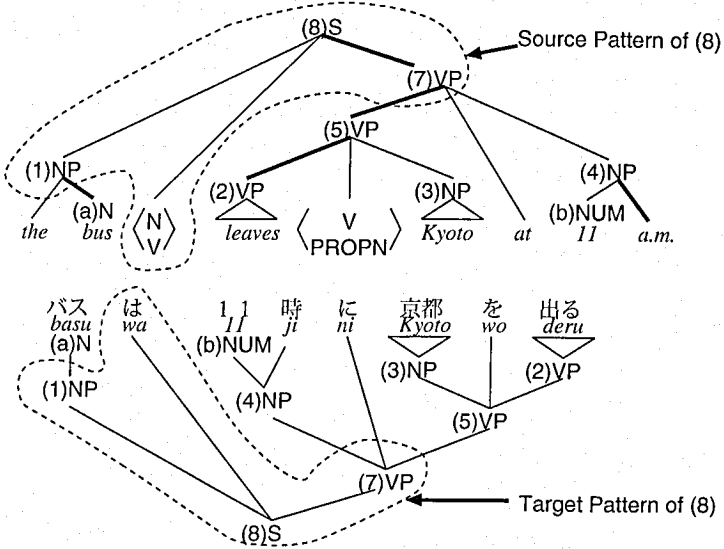 (8)S
Source Pattern of (8)
(7)VP
(5)VP
(1)NP (2)VP (3)NP (4)NP
(a)N ⟨N V⟩ ⟨V PROPN⟩ (b)NUM
the bus leaves Kyoto at 11 a.m.
バス は 11 時 に 京都 を 出る
basu wa 11 ji ni Kyoto wo deru
(a)N (b)NUM
(1)NP (4)NP (3)NP (2)VP
(5)VP
(7)VP
Target Pattern of (8)
(8)S